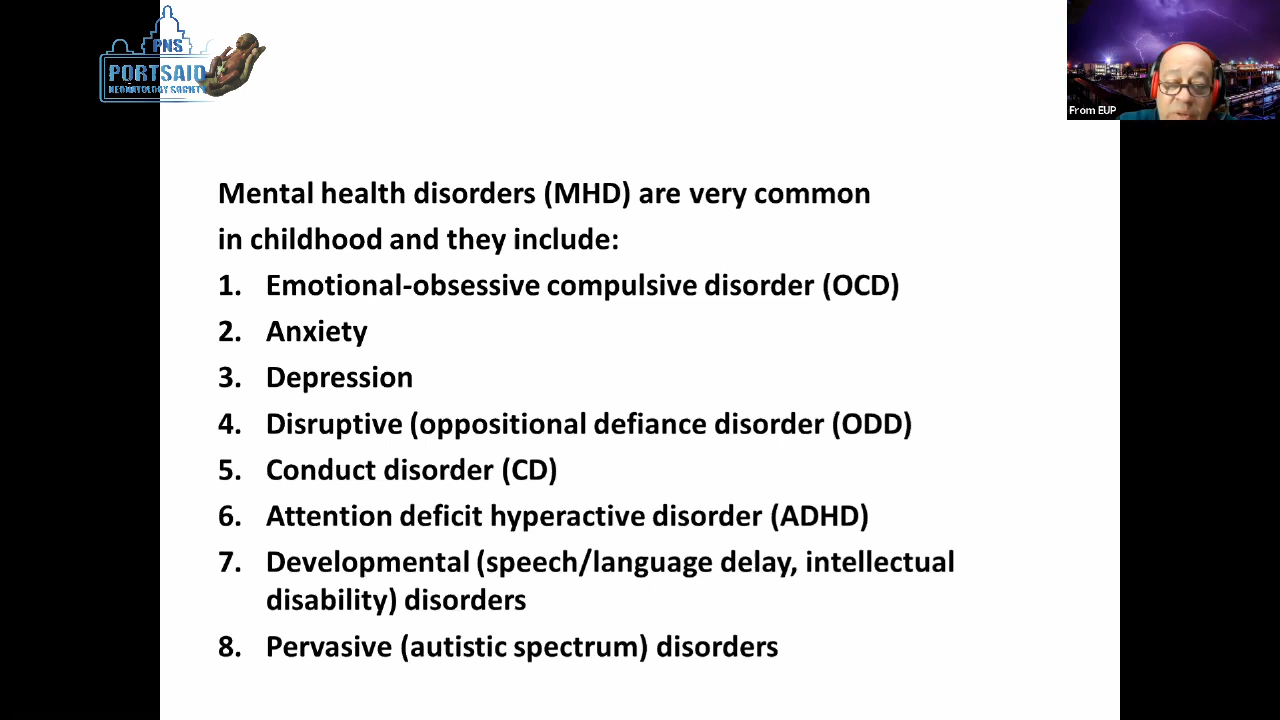 PNS
PORTSAID
NEONATOLOGY SOCIETY
From EUP
Mental health disorders (MHD) are very common
in childhood and they include:
1. Emotional-obsessive compulsive disorder (OCD)
2. Anxiety
3. Depression
4. Disruptive (oppositional defiance disorder (ODD)
5. Conduct disorder (CD)
6. Attention deficit hyperactive disorder (ADHD)
7. Developmental (speech/language delay, intellectual
disability) disorders
8. Pervasive (autistic spectrum) disorders